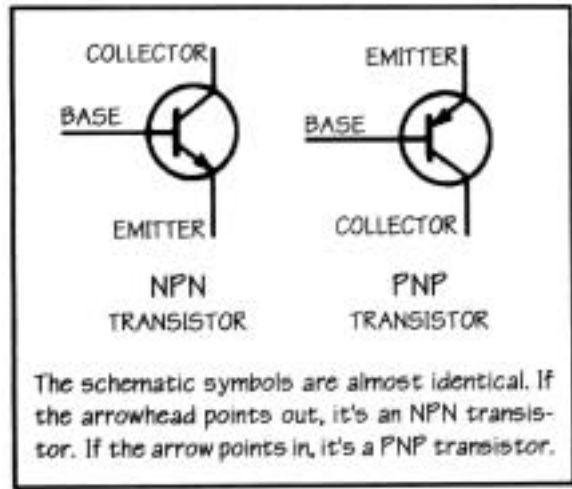 COLLECTOR
BASE
EMITTER
NPN
TRANSISTOR
EMITTER
BASE
COLLECTOR
PNP
TRANSISTOR
The schematic symbols are almost identical. If
the arrowhead points out, it's an NPN transis-
tor. If the arrow points in, it's a PNP transistor.